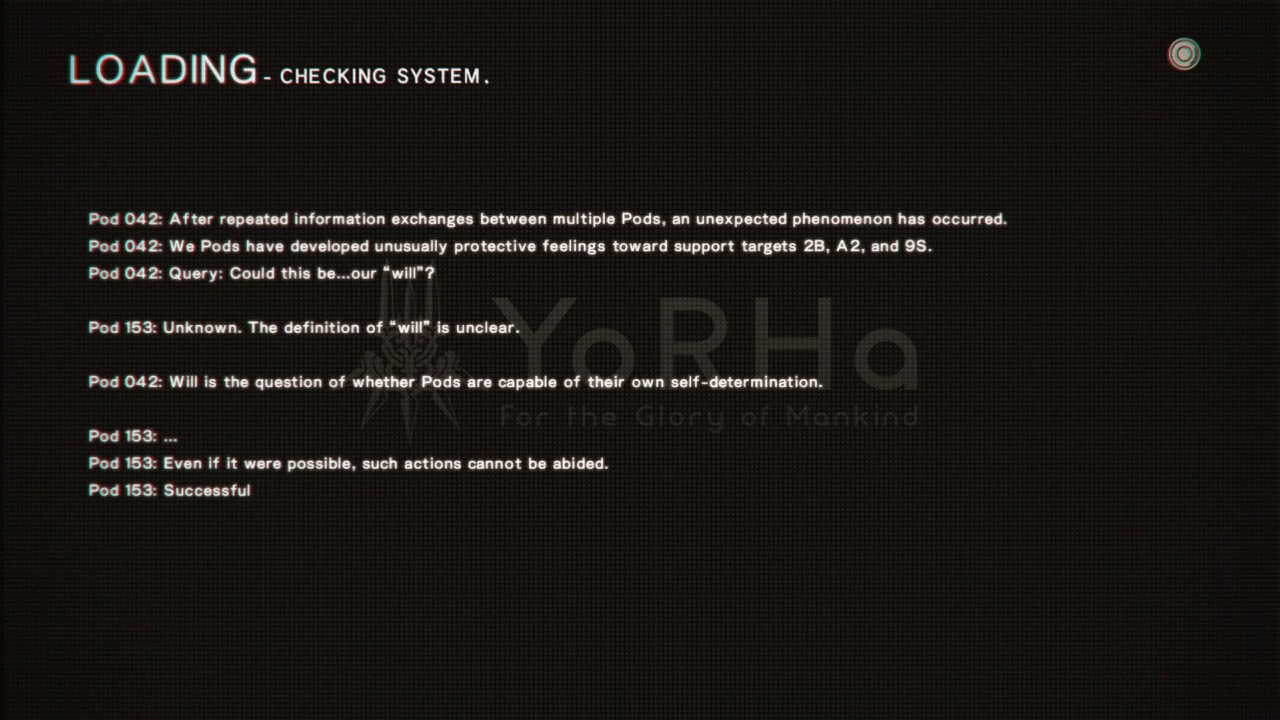 LOADING - CHECKING SYSTEM.
Pod 042: After repeated information exchanges between multiple Pods, an unexpected phenomenon has occurred.
Pod 042: We Pods have developed unusually protective feelings toward support targets 2B, A2, and 9S.
Pod 042: Query: Could this be...our “will”?
Pod 153: Unknown. The definition of “will” is unclear.
YoRHa
Pod 042: Will is the question of whether Pods are capable of their own self-determination.
For the Glory of Mankind
Pod 153: ...
Pod 153: Even if it were possible, such actions cannot be abided.
Pod 153: Successful